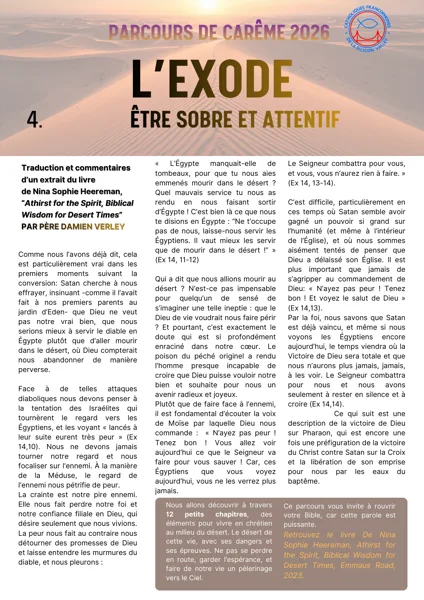 PARCOURS DE CARÊME 2026
L'EXODE
4.
ÊTRE SOBRE ET ATTENTIF
Traduction et commentaires
d'un extrait du livre
de Nina Sophie Heereman,
"Athirst for the Spirit, Biblical
Wisdom for Desert Times"
PAR PÈRE DAMIEN VERLEY
Comme nous l'avons déjà dit, cela
est particulièrement vrai dans les
premiers moments suivant la
conversion: Satan cherche à nous
effrayer, insinuant -comme il l'avait
fait à nos premiers parents au
jardin d'Eden- que Dieu ne veut
pas notre vrai bien, que nous
serions mieux à servir le diable en
Égypte plutôt que d'aller mourir
dans le désert, où Dieu compterait
nous abandonner de manière
perverse.
Face à de telles attaques
diaboliques nous devons penser à
la tentation des Israélites qui
tournèrent le regard vers les
Égyptiens, et les voyant « lancés à
leur suite eurent très peur » (Ex
14,10). Nous ne devons jamais
tourner notre regard et nous
focaliser sur l'ennemi. À la manière
de la Méduse, le regard de
l'ennemi nous pétrifie de peur.
La crainte est notre pire ennemi.
Elle nous fait perdre notre foi et
notre confiance filiale en Dieu, qui
désire seulement que nous vivions.
La peur nous fait au contraire nous
détourner des promesses de Dieu
et laisse entendre les murmures du
diable, et nous pleurons :
« L'Égypte manquait-elle de
tombeaux, pour que tu nous aies
emmenés mourir dans le désert ?
Quel mauvais service tu nous as
rendu en nous faisant sortir
d'Égypte ! C'est bien là ce que nous
te disions en Égypte : "Ne t'occupe
pas de nous, laisse-nous servir les
Égyptiens. Il vaut mieux les servir
que de mourir dans le désert !" »
(Ex 14, 11-12)
Qui a dit que nous allions mourir au
désert ? N'est-ce pas impensable
pour quelqu'un de sensé de
s'imaginer une telle ineptie : que le
Dieu de vie voudrait nous faire périr
? Et pourtant, c'est exactement le
doute qui est si profondément
enraciné dans notre cœur. Le
poison du péché originel a rendu
l'homme presque incapable de
croire que Dieu puisse vouloir notre
bien et souhaite pour nous un
avenir radieux et joyeux.
Plutôt que de faire face à l'ennemi,
il est fondamental d'écouter la voix
de Moïse par laquelle Dieu nous
commande : « N'ayez pas peur !
Tenez bon ! Vous allez voir
aujourd'hui ce que le Seigneur va
faire pour vous sauver ! Car, ces
Égyptiens que vous voyez
aujourd'hui, vous ne les verrez plus
jamais.
Le Seigneur combattra pour vous,
et vous, vous n'aurez rien à faire. »
(Ex 14, 13-14).
C'est difficile, particulièrement en
ces temps où Satan semble avoir
gagné un pouvoir si grand sur
l'humanité (et même à l'intérieur
de l'Église), et où nous sommes
aisément tentés de penser que
Dieu a délaissé son Église. Il est
plus important que jamais de
s'agripper au commandement de
Dieu: « N'ayez pas peur ! Tenez
bon ! Et voyez le salut de Dieu »
(Ex 14,13).
Par la foi, nous savons que Satan
est déjà vaincu, et même si nous
voyons les Égyptiens encore
aujourd'hui, le temps viendra où la
Victoire de Dieu sera totale et que
nous n'aurons plus jamais, jamais,
à les voir. Le Seigneur combattra
pour nous et nous avons
seulement à rester en silence et à
croire (Ex14,14).
Ce qui suit est une
description de la victoire de Dieu
sur Pharaon, qui est encore une
fois une préfiguration de la victoire
du Christ contre Satan sur la Croix
et la libération de son emprise
pour nous par les eaux du
baptême.
Nous allons découvrir à travers
12 petits chapitres, des
éléments pour vivre en chrétien
au milieu du désert. Le désert de
cette vie, avec ses dangers et
ses épreuves. Ne pas se perdre
en route, garder l'espérance, et
faire de notre vie un pèlerinage
vers le Ciel.
Ce parcours vous invite à rouvrir
votre Bible, car cette parole est
puissante.
Retrouvez le livre De Nina
Sophie Heereman, Athirst for
the Spirit, Biblical Wisdom for
Desert Times, Emmaus Road,
2023.